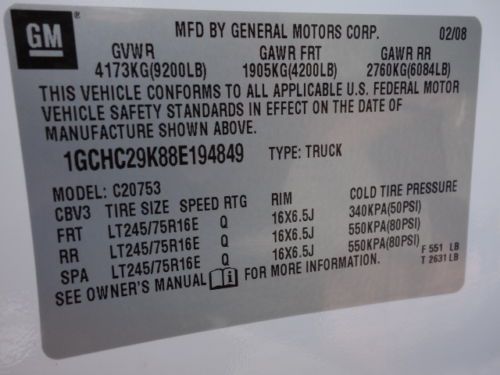 GM
MFD BY GENERAL MOTORS CORP. 02/08
GVWR GAWR FRT GAWR RR
4173KG(9200LB) 1905KG(4200LB) 2760KG(6084LB)
THIS VEHICLE CONFORMS TO ALL APPLICABLE U.S. FEDERAL MOTOR
VEHICLE SAFETY STANDARDS IN EFFECT ON THE DATE OF
MANUFACTURE SHOWN ABOVE.
1GCHC29K88E194849 TYPE: TRUCK
MODEL: C20753
CBV3 TIRE SIZE SPEED RTG RIM COLD TIRE PRESSURE
FRT LT245/75R16E Q 16X6.5J 340KPA(50PSI)
RR LT245/75R16E Q 16X6.5J 550KPA(80PSI)
SPA LT245/75R16E Q 16X6.5J 550KPA(80PSI) F 551 LB
SEE OWNER'S MANUAL FOR MORE INFORMATION. T 2631 LB